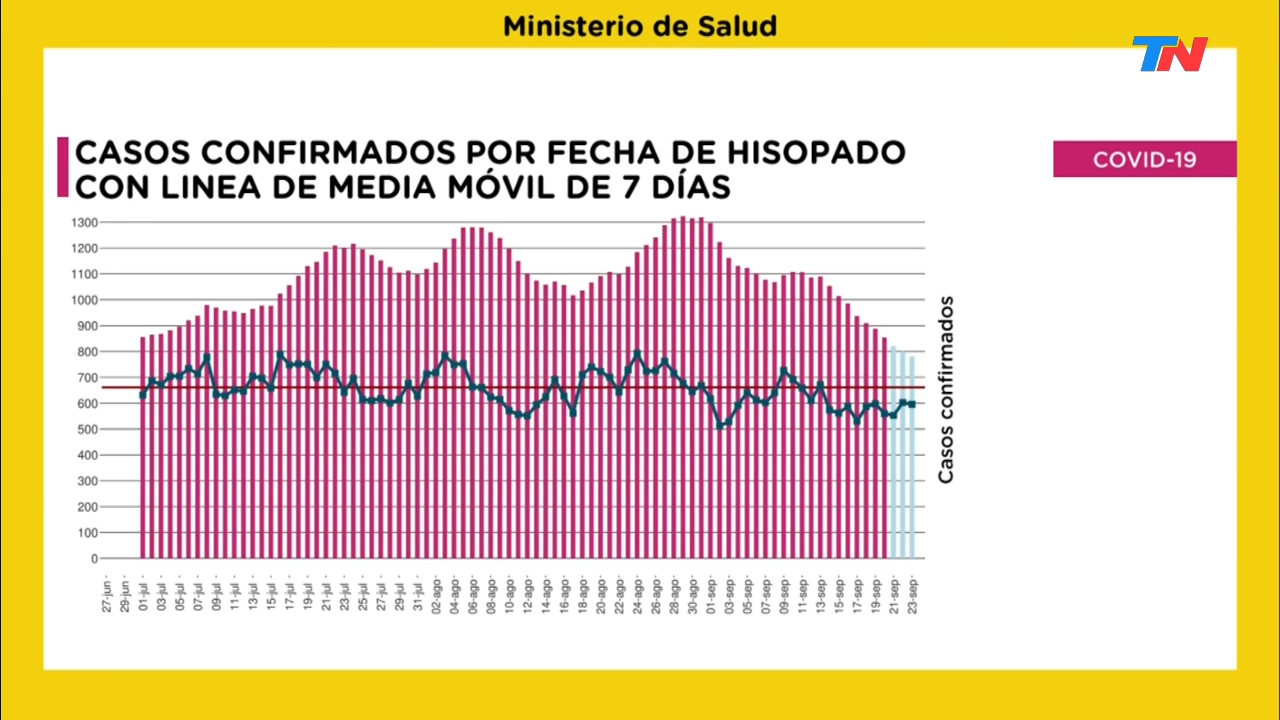 Ministerio de Salud
TN
CASOS CONFIRMADOS POR FECHA DE HISOPADO
CON LINEA DE MEDIA MÓVIL DE 7 DÍAS
COVID-19
1300
1200
1100
1000
900
800
700
600
500
400
300
200
100
0
Casos confirmados
27-jun
29-jun
01-jul
03-jul
05-jul
07-jul
09-jul
11-jul
13-jul
15-jul
17-jul
19-jul
21-jul
23-jul
25-jul
27-jul
29-jul
31-jul
02-ago
04-ago
06-ago
08-ago
10-ago
12-ago
14-ago
16-ago
18-ago
20-ago
22-ago
24-ago
26-ago
28-ago
30-ago
01-sep
03-sep
05-sep
07-sep
09-sep
11-sep
13-sep
15-sep
17-sep
19-sep
21-sep
23-sep